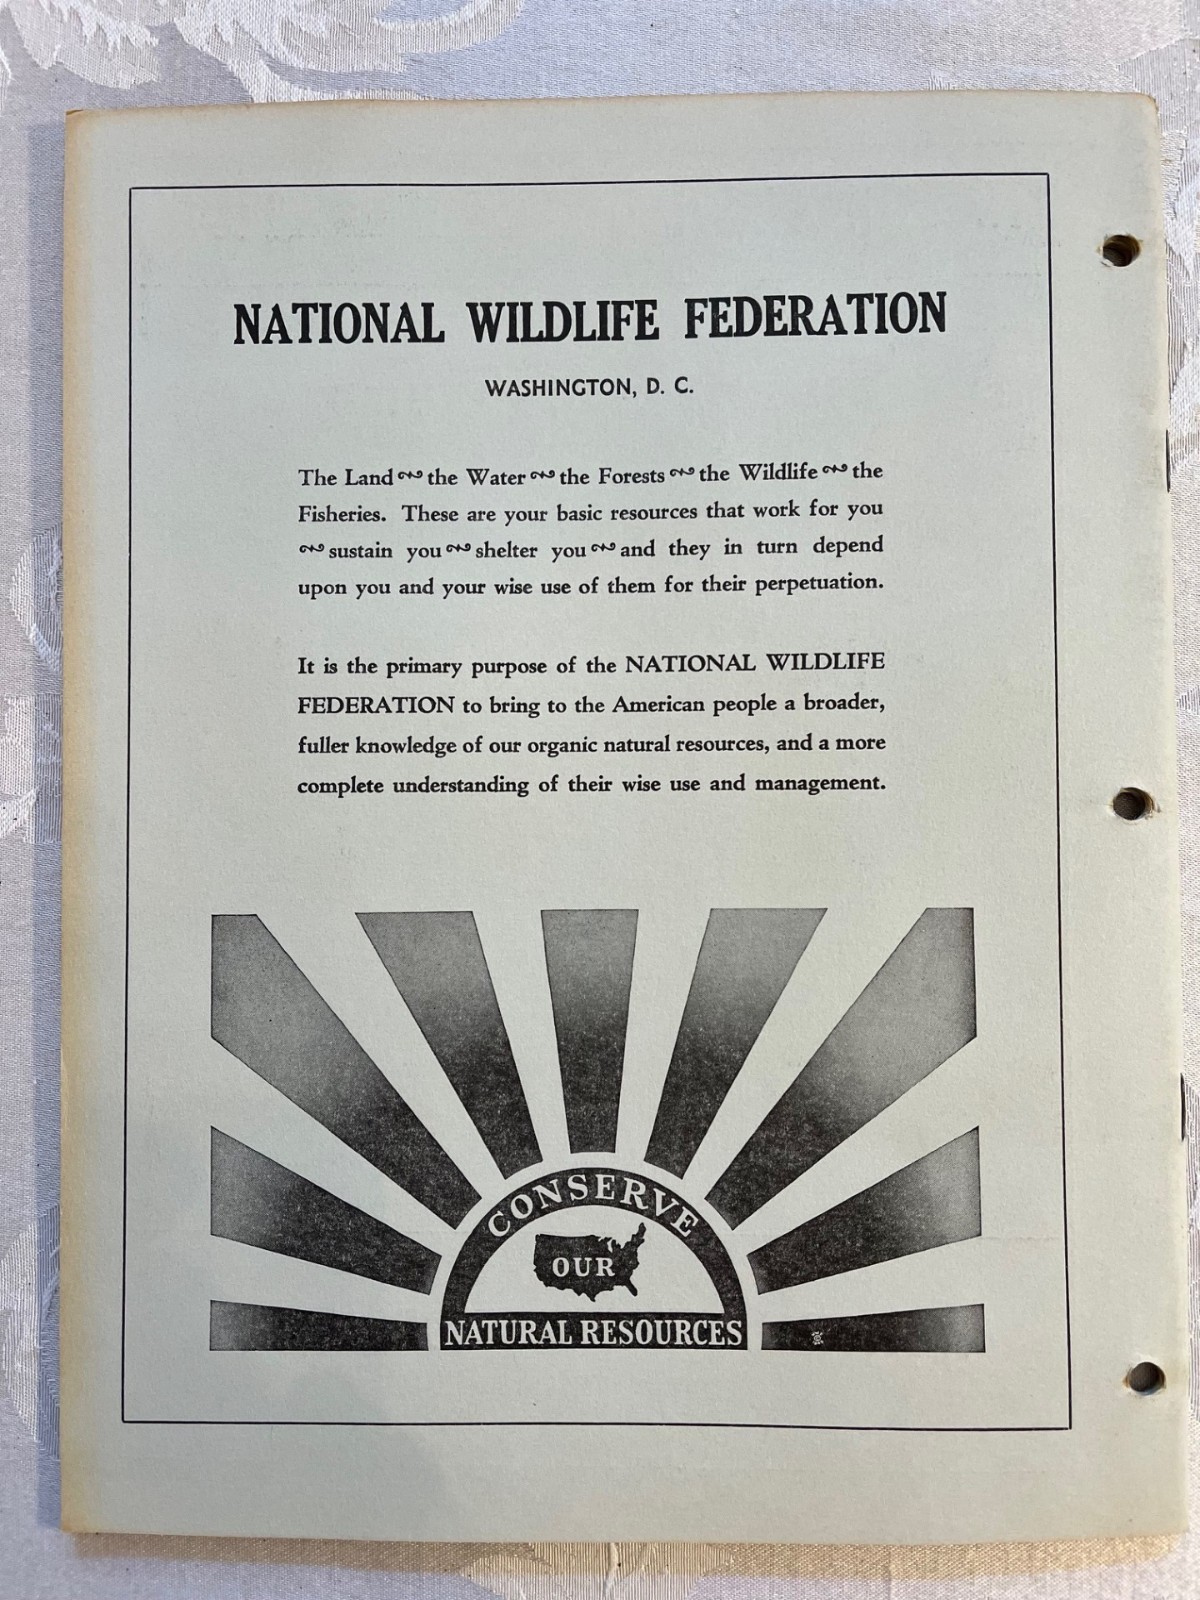 NATIONAL WILDLIFE FEDERATION
WASHINGTON, D. C.
The Land ~ the Water ~ the Forests ~ the Wildlife ~ the
Fisheries. These are your basic resources that work for you
~ sustain you ~ shelter you ~ and they in turn depend
upon you and your wise use of them for their perpetuation.
It is the primary purpose of the NATIONAL WILDLIFE
FEDERATION to bring to the American people a broader,
fuller knowledge of our organic natural resources, and a more
complete understanding of their wise use and management.
CONSERVE
OUR
NATURAL RESOURCES